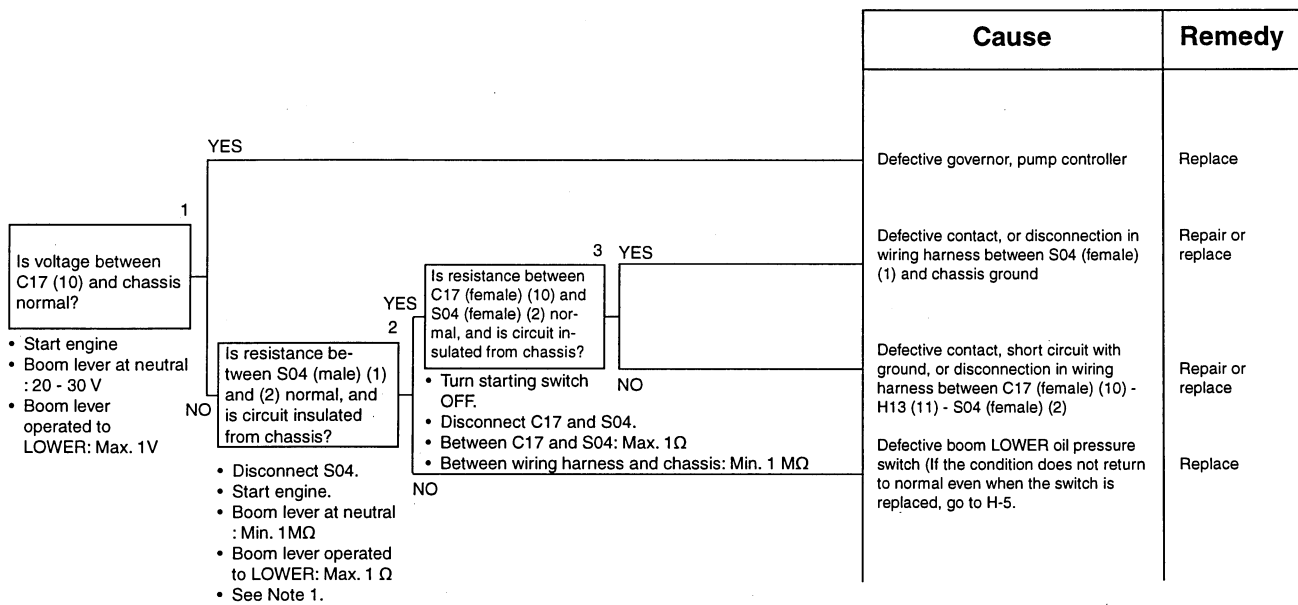 Cause
Remedy
YES
Defective governor, pump controller
Replace
1
Is voltage between
C17 (10) and chassis
normal?
• Start engine
• Boom lever at neutral
: 20 - 30 V
• Boom lever
operated to
LOWER: Max. 1V
NO
YES
2
Is resistance be-
tween S04 (male) (1)
and (2) normal, and
is circuit insulated
from chassis?
• Disconnect S04.
• Start engine.
• Boom lever at neutral
: Min. 1MΩ
• Boom lever operated
to LOWER: Max. 1 Ω
• See Note 1.
3
Is resistance between
C17 (female) (10) and
S04 (female) (2) nor-
mal, and is circuit in-
sulated from chassis?
• Turn starting switch
OFF.
• Disconnect C17 and S04.
• Between C17 and S04: Max. 1Ω
• Between wiring harness and chassis: Min. 1 MΩ
YES
Defective contact, or disconnection in
wiring harness between S04 (female)
(1) and chassis ground
Repair or
replace
NO
Defective contact, short circuit with
ground, or disconnection in wiring
harness between C17 (female) (10) -
H13 (11) - S04 (female) (2)
Repair or
replace
NO
Defective boom LOWER oil pressure
switch (If the condition does not return
to normal even when the switch is
replaced, go to H-5.
Replace